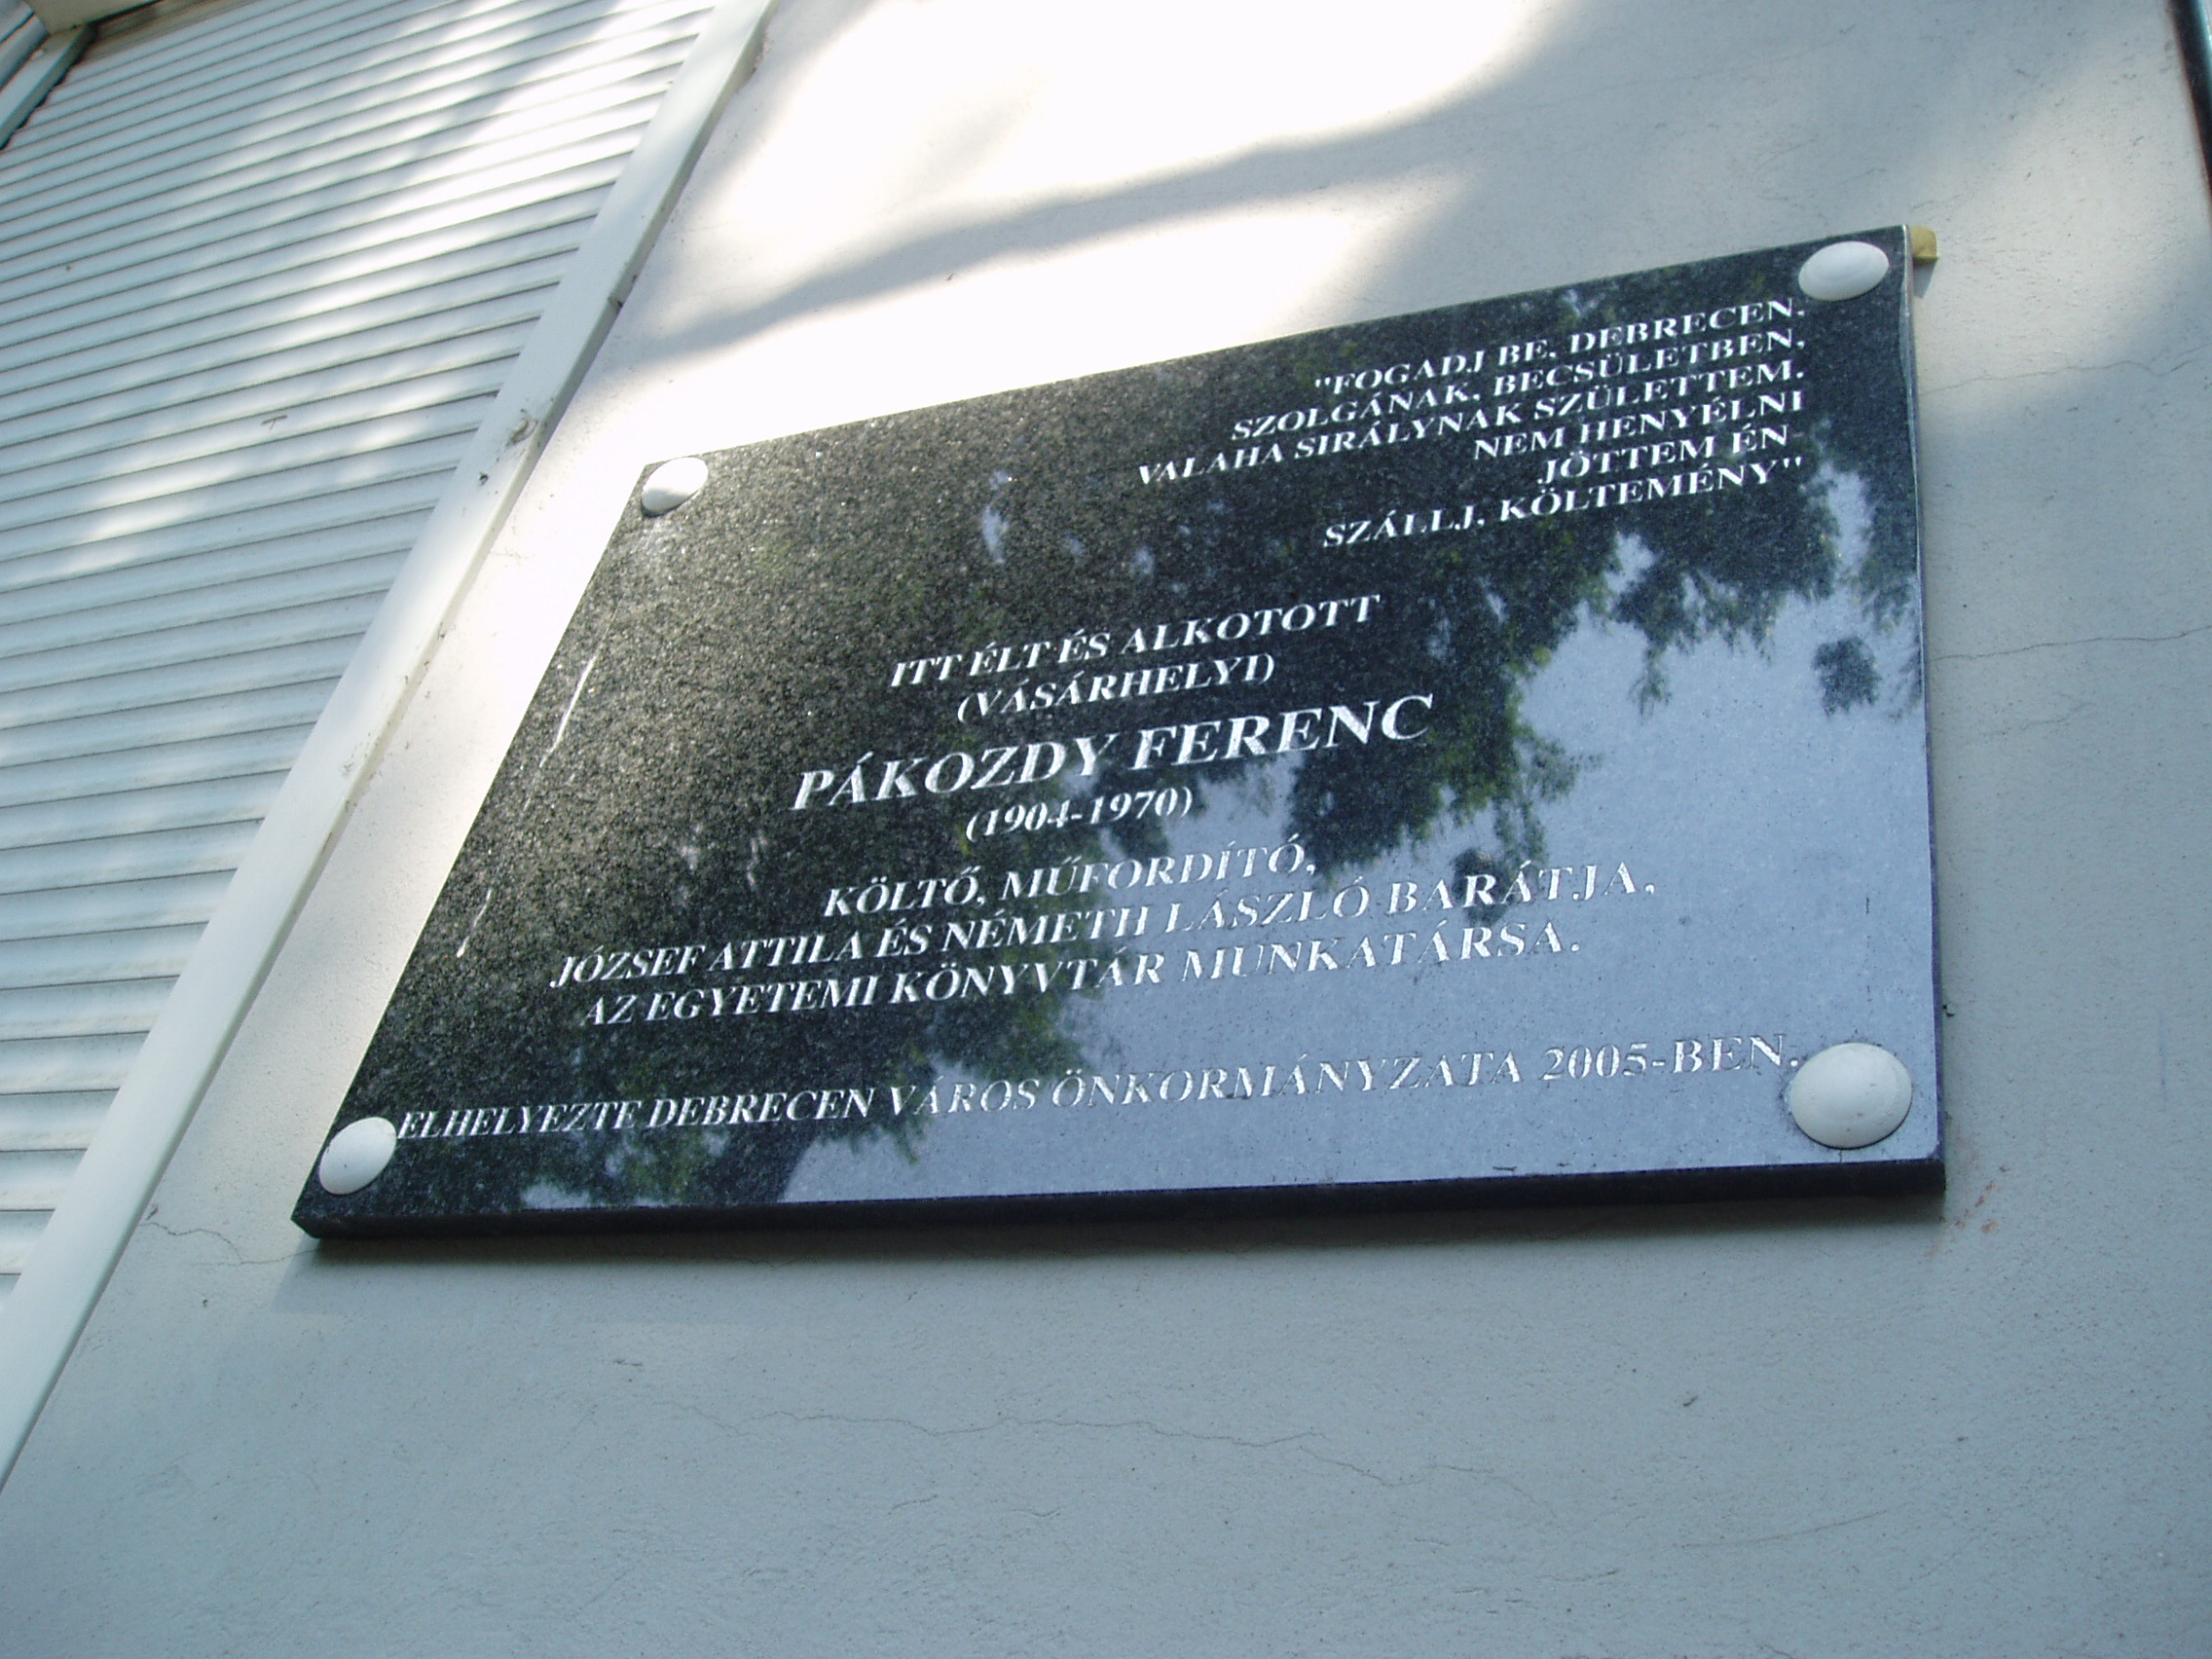 "FOGADJ BE, DEBRECEN,
SZOLGÁNAK, BECSÜLETBEN,
VALAHA SIRÁLYNAK SZÜLETTEM.
NEM HENYÉLNI
JÖTTEM ÉN-
SZÁLLJ, KÖLTEMÉNY"
ITT ÉLT ÉS ALKOTOTT
(VÁSÁRHELYI)
PÁKOZDY FERENC
(1904-1970)
KÖLTŐ, MŰFORDÍTÓ,
JÓZSEF ATTILA ÉS NÉMETH LÁSZLÓ BARÁTJA,
AZ EGYETEMI KÖNYVTÁR MUNKATÁRSA.
ELHELYEZTE DEBRECEN VÁROS ÖNKORMÁNYZATA 2005-BEN.